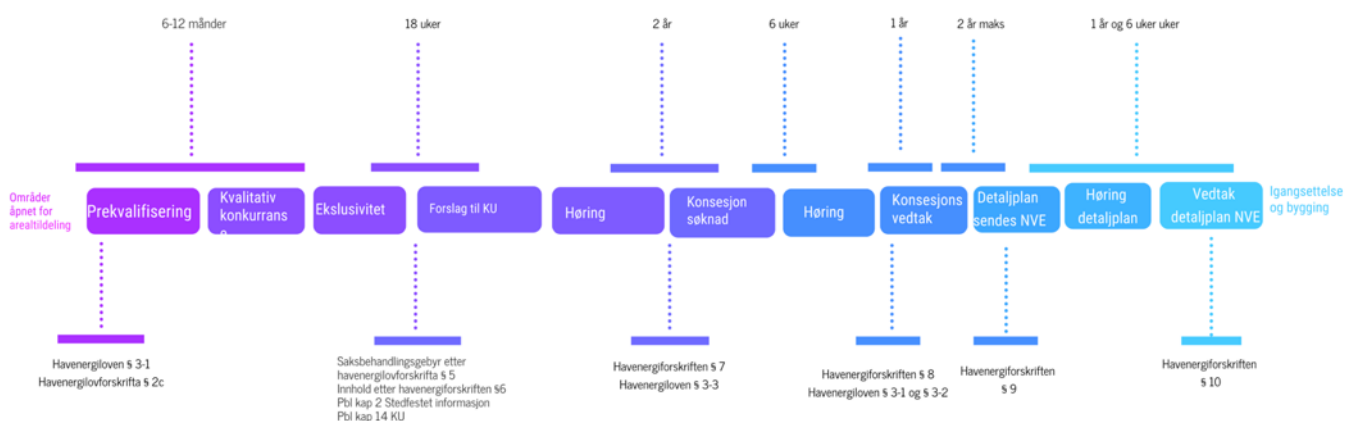 6-12 månder
18 uker
2 år
6 uker
1 år
2 år maks
1 år og 6 uker uker
Områder
åpnet for
arealtildeling
Prekvalifisering
Kvalitativ
konkurrans
e
Ekslusivitet
Forslag til KU
Høring
Konsesjon
søknad
Høring
Konsesjons
vedtak
Detaljplan
sendes NVE
Høring
detaljplan
Vedtak
detaljplan NVE
Igangsettelse
og bygging
Havenergiloven § 3-1
Havenergilovforskrifta § 2c
Saksbehandlingsgebyr etter
havenergilovforskrifta § 5
Innhold etter havenergiforskriften §6
Pbl kap 2 Stedfestet informasjon
Pbl kap 14 KU
Havenergiforskriften § 7
Havenergiloven § 3-3
Havenergiforskriften § 8
Havenergiloven § 3-1 og § 3-2
Havenergiforskriften
§ 9
Havenergiforskriften
§ 10